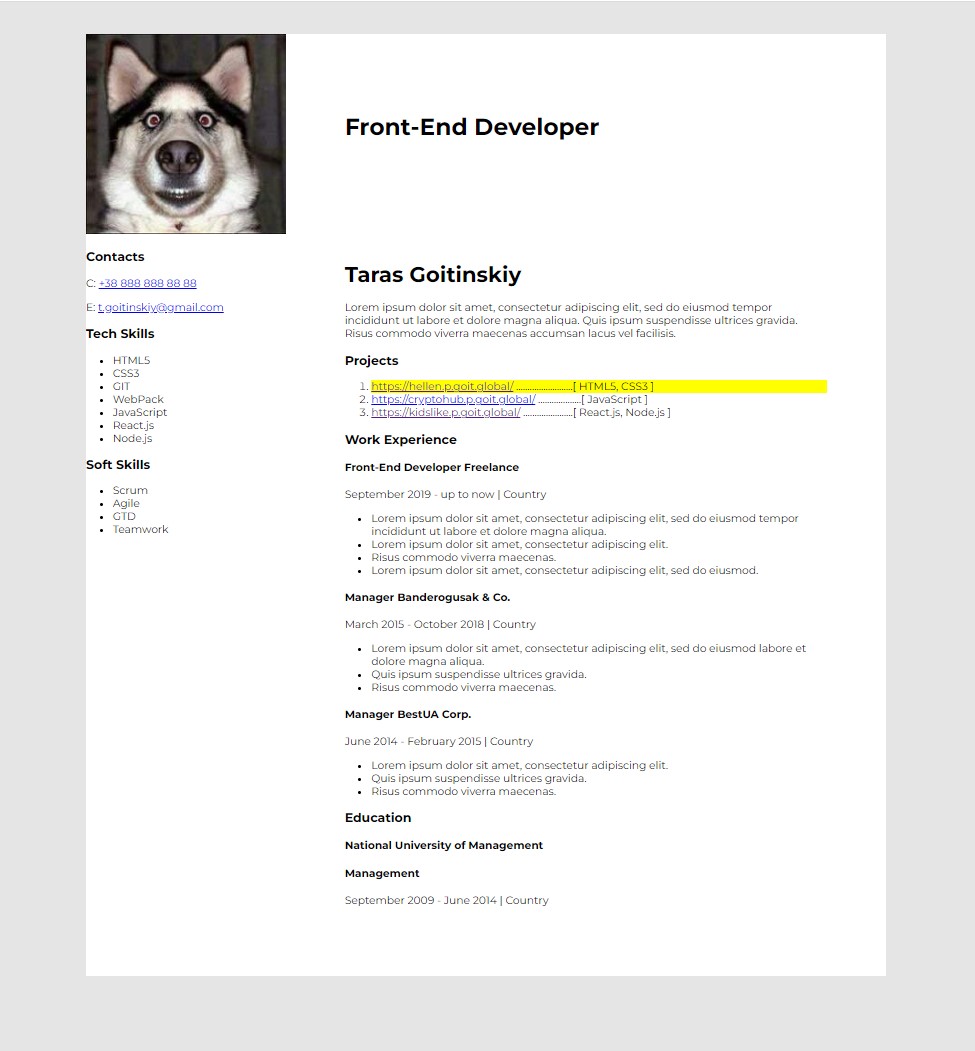 Front-End Developer
Contacts
C: +38 888 888 88 88
E: t.goitinskiy@gmail.com
Tech Skills
HTML5
CSS3
GIT
WebPack
JavaScript
React.js
Node.js
Soft Skills
Scrum
Agile
GTD
Teamwork
Taras Goitinskiy
Lorem ipsum dolor sit amet, consectetur adipiscing elit, sed do eiusmod tempor
incididunt ut labore et dolore magna aliqua. Quis ipsum suspendisse ultrices gravida.
Risus commodo viverra maecenas accumsan lacus vel facilisis.
Projects
1. https://hellen.p.goit.global/ .......................[ HTML5, CSS3 ]
2. https://cryptohub.p.goit.global/ .................[ JavaScript ]
3. https://kidslike.p.goit.global/ ....................[ React.js, Node.js ]
Work Experience
Front-End Developer Freelance
September 2019 - up to now | Country
Lorem ipsum dolor sit amet, consectetur adipiscing elit, sed do eiusmod tempor
incididunt ut labore et dolore magna aliqua.
Lorem ipsum dolor sit amet, consectetur adipiscing elit.
Risus commodo viverra maecenas.
Lorem ipsum dolor sit amet, consectetur adipiscing elit, sed do eiusmod.
Manager Banderogusak & Co.
March 2015 - October 2018 | Country
Lorem ipsum dolor sit amet, consectetur adipiscing elit, sed do eiusmod labore et
dolore magna aliqua.
Quis ipsum suspendisse ultrices gravida.
Risus commodo viverra maecenas.
Manager BestUA Corp.
June 2014 - February 2015 | Country
Lorem ipsum dolor sit amet, consectetur adipiscing elit.
Quis ipsum suspendisse ultrices gravida.
Risus commodo viverra maecenas.
Education
National University of Management
Management
September 2009 - June 2014 | Country